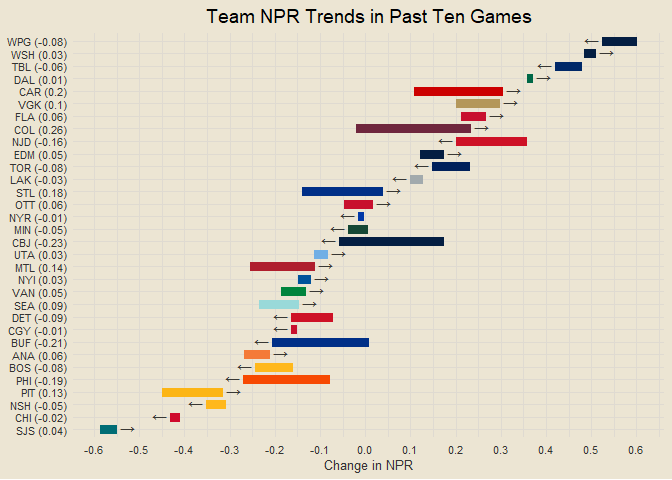 Team NPR Trends in Past Ten Games
WPG (-0.08)
WSH (0.03)
TBL (-0.06)
DAL (0.01)
CAR (0.2)
VGK (0.1)
FLA (0.06)
COL (0.26)
NJD (-0.16)
EDM (0.05)
TOR (-0.08)
LAK (-0.03)
STL (0.18)
OTT (0.06)
NYR (-0.01)
MIN (-0.05)
CBJ (-0.23)
UTA (0.03)
MTL (0.14)
NYI (0.03)
VAN (0.05)
SEA (0.09)
DET (-0.09)
CGY (-0.01)
BUF (-0.21)
ANA (0.06)
BOS (-0.08)
PHI (-0.19)
PIT (0.13)
NSH (-0.05)
CHI (-0.02)
SJS (0.04)
-0.6 -0.5 -0.4 -0.3 -0.2 -0.1 0.0 0.1 0.2 0.3 0.4 0.5 0.6
Change in NPR